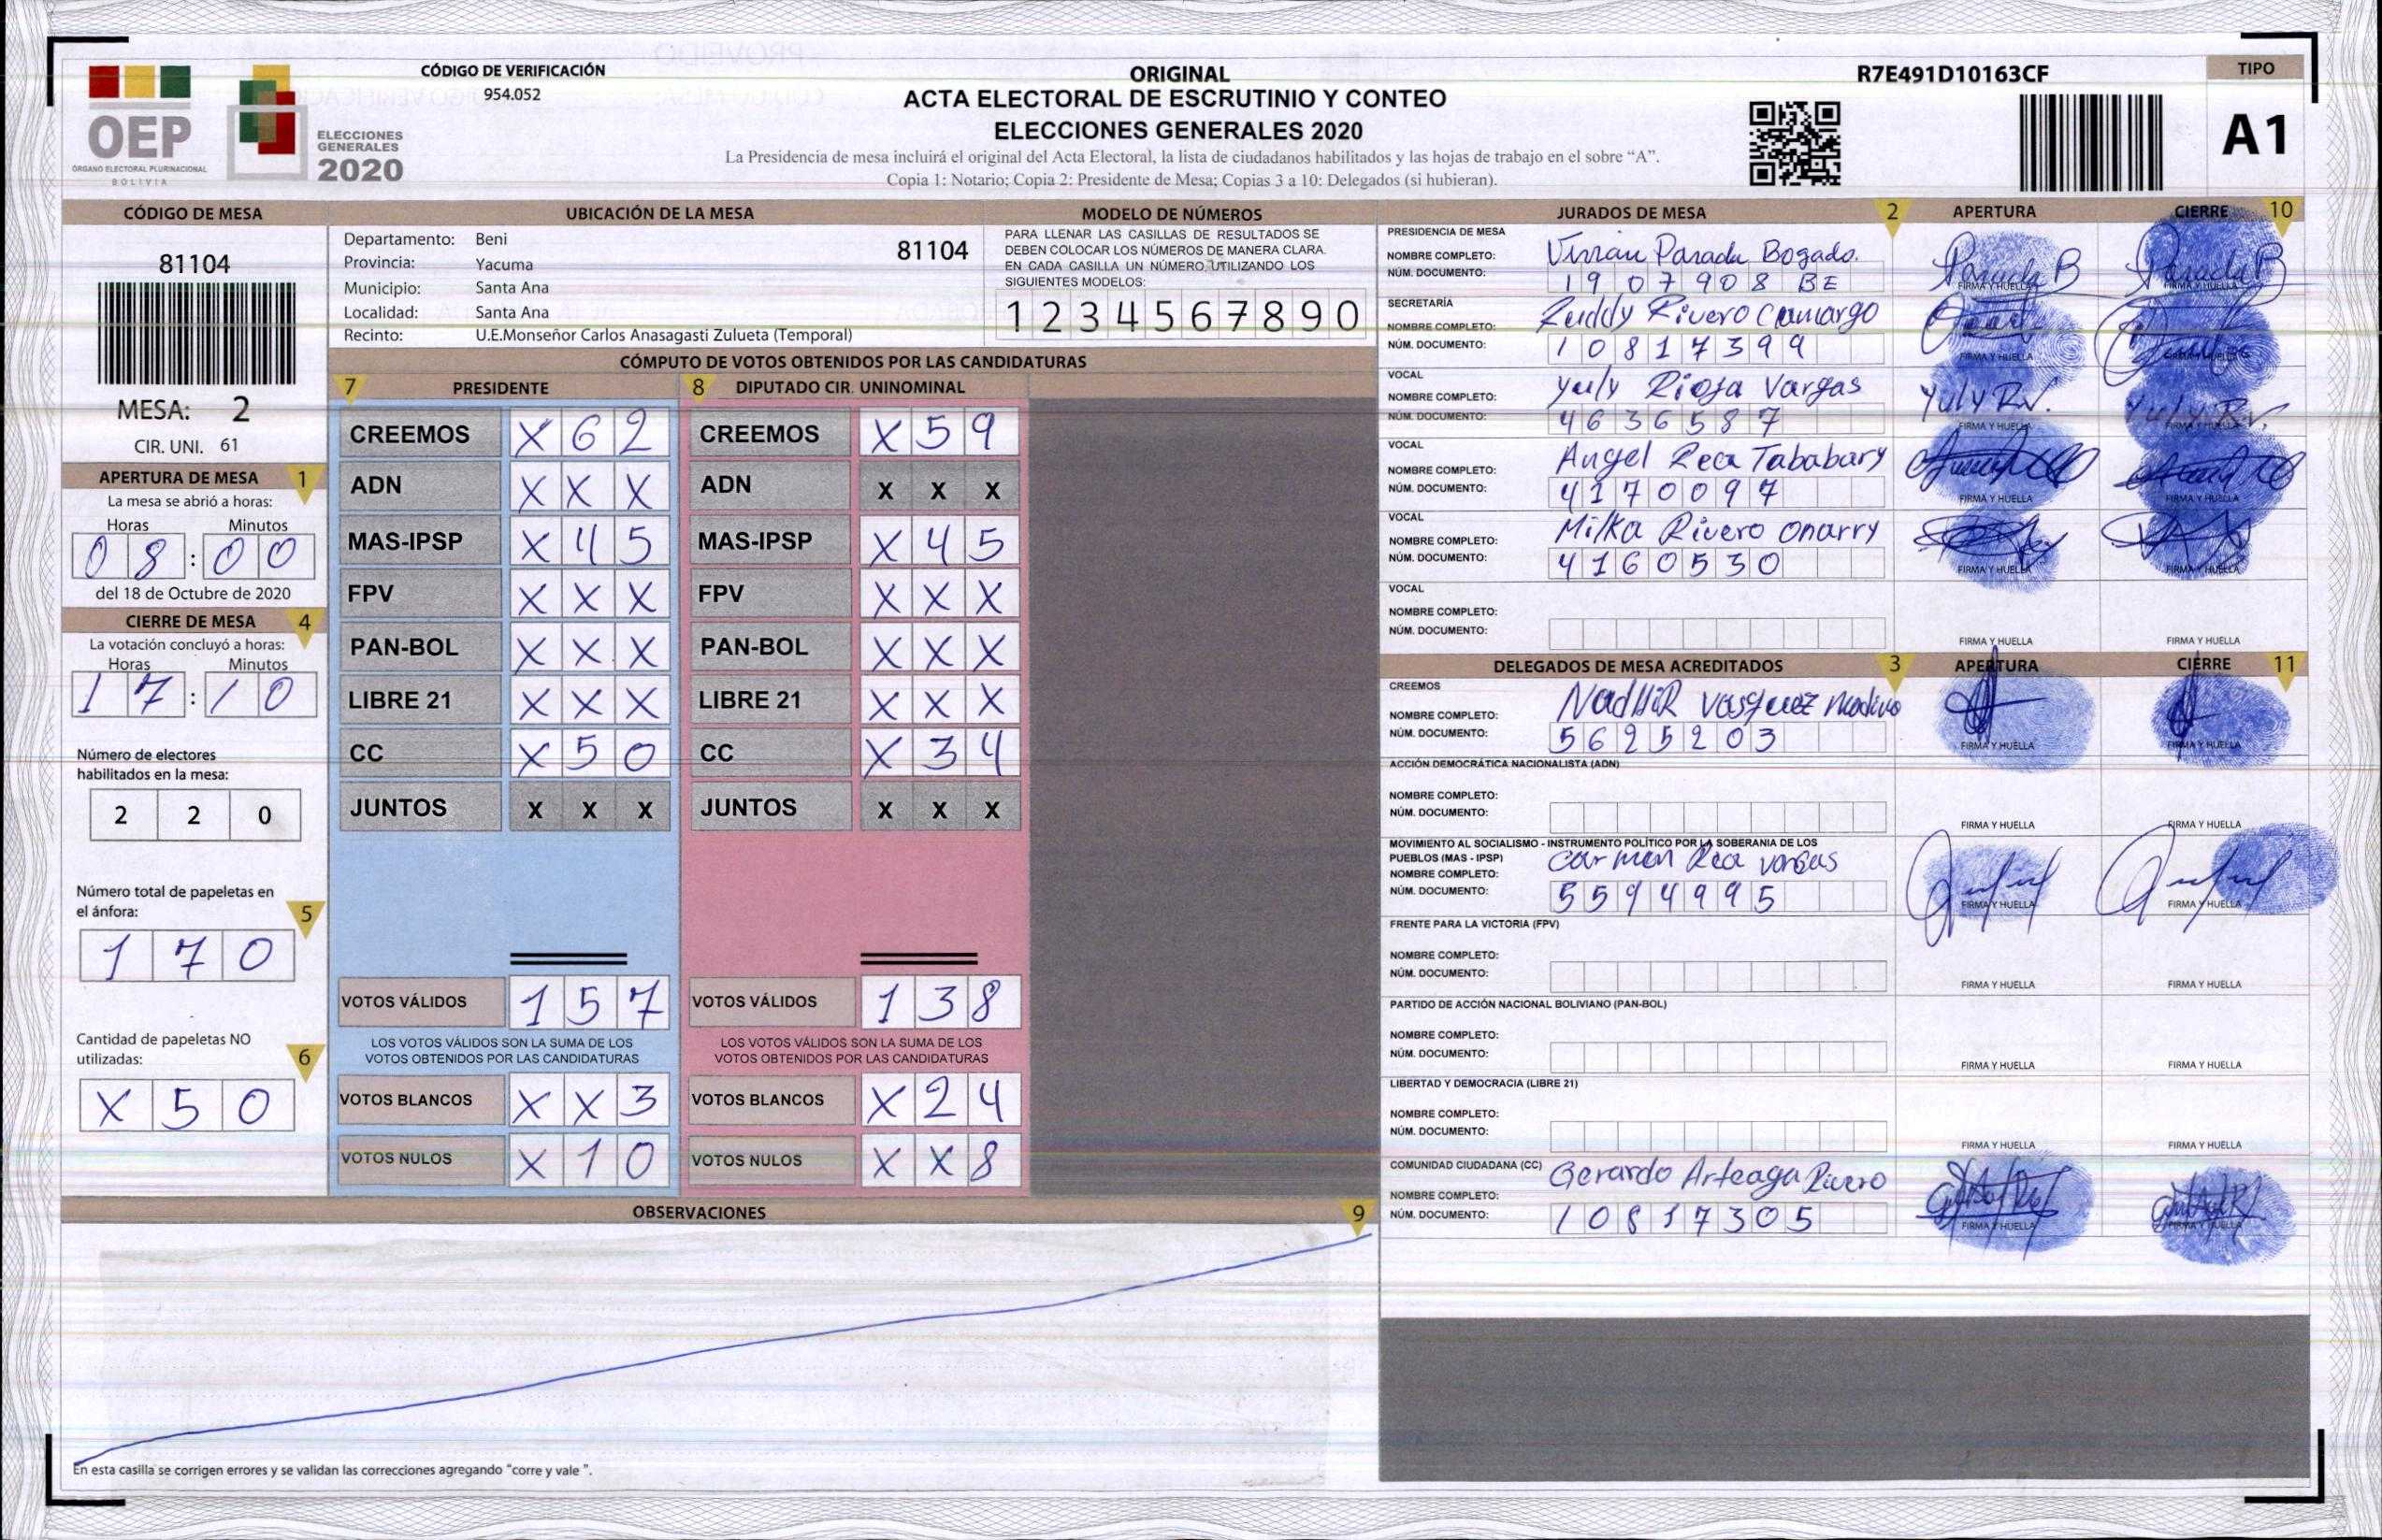 CÓDIGO DE VERIFICACIÓN
954.052
ORIGINAL
ACTA ELECTORAL DE ESCRUTINIO Y CONTEO
ELECCIONES GENERALES 2020
La Presidencia de mesa incluirá el original del Acta Electoral, la lista de ciudadanos habilitados y las hojas de trabajo en el sobre “A”.
Copia 1: Notario; Copia 2: Presidente de Mesa; Copias 3 a 10: Delegados (si hubieran).
R7E491D10163CF
TIPO
A1
OEP
ÓRGANO ELECTORAL PLURINACIONAL
BOLIVIA
ELECCIONES
GENERALES
2020
CÓDIGO DE MESA
81104
MESA: 2
CIR. UNI. 61
APERTURA DE MESA 1
La mesa se abrió a horas:
Horas Minutos
0 8 : 0 0
del 18 de Octubre de 2020
CIERRE DE MESA 4
La votación concluyó a horas:
Horas Minutos
1 7 : 1 0
Número de electores
habilitados en la mesa:
2 2 0
Número total de papeletas en
el ánfora: 5
1 7 0
Cantidad de papeletas NO
utilizadas: 6
X 5 0
UBICACIÓN DE LA MESA
Departamento: Beni 81104
Provincia: Yacuma
Municipio: Santa Ana
Localidad: Santa Ana
Recinto: U.E.Monseñor Carlos Anasagasti Zulueta (Temporal)
MODELO DE NÚMEROS
PARA LLENAR LAS CASILLAS DE RESULTADOS SE
DEBEN COLOCAR LOS NÚMEROS DE MANERA CLARA.
EN CADA CASILLA UN NÚMERO, UTILIZANDO LOS
SIGUIENTES MODELOS:
1 2 3 4 5 6 7 8 9 0
CÓMPUTO DE VOTOS OBTENIDOS POR LAS CANDIDATURAS
7 PRESIDENTE 8 DIPUTADO CIR. UNINOMINAL
CREEMOS X 6 2 CREEMOS X 5 9
ADN X X X ADN X X X
MAS-IPSP X 4 5 MAS-IPSP X 4 5
FPV X X X FPV X X X
PAN-BOL X X X PAN-BOL X X X
LIBRE 21 X X X LIBRE 21 X X X
CC X 5 0 CC X 3 4
JUNTOS X X X JUNTOS X X X
VOTOS VÁLIDOS 1 5 7 VOTOS VÁLIDOS 1 3 8
LOS VOTOS VÁLIDOS SON LA SUMA DE LOS LOS VOTOS VÁLIDOS SON LA SUMA DE LOS
VOTOS OBTENIDOS POR LAS CANDIDATURAS VOTOS OBTENIDOS POR LAS CANDIDATURAS
VOTOS BLANCOS X X 3 VOTOS BLANCOS X 2 4
VOTOS NULOS X 1 0 VOTOS NULOS X X 8
OBSERVACIONES 9
En esta casilla se corrigen errores y se validan las correcciones agregando “corre y vale ”.
JURADOS DE MESA 2 APERTURA CIERRE 10
PRESIDENCIA DE MESA
NOMBRE COMPLETO: Vivian Parada Bogado.
NÚM. DOCUMENTO: 1907908 BE
Parada B Parada B
FIRMA Y HUELLA FIRMA Y HUELLA
SECRETARÍA
NOMBRE COMPLETO: Ruddy Rivero Camargo
NÚM. DOCUMENTO: 10817399
FIRMA Y HUELLA FIRMA Y HUELLA
VOCAL
NOMBRE COMPLETO: Yuly Rioja Vargas
NÚM. DOCUMENTO: 4636587
Yuly R.V. Yuly R.V.
FIRMA Y HUELLA FIRMA Y HUELLA
VOCAL
NOMBRE COMPLETO: Angel Rea Tababary
NÚM. DOCUMENTO: 4170097
FIRMA Y HUELLA FIRMA Y HUELLA
VOCAL
NOMBRE COMPLETO: Milka Rivero Onarry
NÚM. DOCUMENTO: 4160530
FIRMA Y HUELLA FIRMA Y HUELLA
VOCAL
NOMBRE COMPLETO:
NÚM. DOCUMENTO:
FIRMA Y HUELLA FIRMA Y HUELLA
DELEGADOS DE MESA ACREDITADOS 3 APERTURA CIERRE 11
CREEMOS
NOMBRE COMPLETO: NadHiR Vasquez
NÚM. DOCUMENTO: 5625203
FIRMA Y HUELLA FIRMA Y HUELLA
ACCIÓN DEMOCRÁTICA NACIONALISTA (ADN)
NOMBRE COMPLETO:
NÚM. DOCUMENTO:
FIRMA Y HUELLA FIRMA Y HUELLA
MOVIMIENTO AL SOCIALISMO - INSTRUMENTO POLÍTICO POR LA SOBERANIA DE LOS
PUEBLOS (MAS - IPSP)
NOMBRE COMPLETO: Carmen Rea Vargas
NÚM. DOCUMENTO: 5594995
FIRMA Y HUELLA FIRMA Y HUELLA
FRENTE PARA LA VICTORIA (FPV)
NOMBRE COMPLETO:
NÚM. DOCUMENTO:
FIRMA Y HUELLA FIRMA Y HUELLA
PARTIDO DE ACCIÓN NACIONAL BOLIVIANO (PAN-BOL)
NOMBRE COMPLETO:
NÚM. DOCUMENTO:
FIRMA Y HUELLA FIRMA Y HUELLA
LIBERTAD Y DEMOCRACIA (LIBRE 21)
NOMBRE COMPLETO:
NÚM. DOCUMENTO:
FIRMA Y HUELLA FIRMA Y HUELLA
COMUNIDAD CIUDADANA (CC)
NOMBRE COMPLETO: Gerardo Arteaga Rivero
NÚM. DOCUMENTO: 10817305
FIRMA Y HUELLA FIRMA Y HUELLA